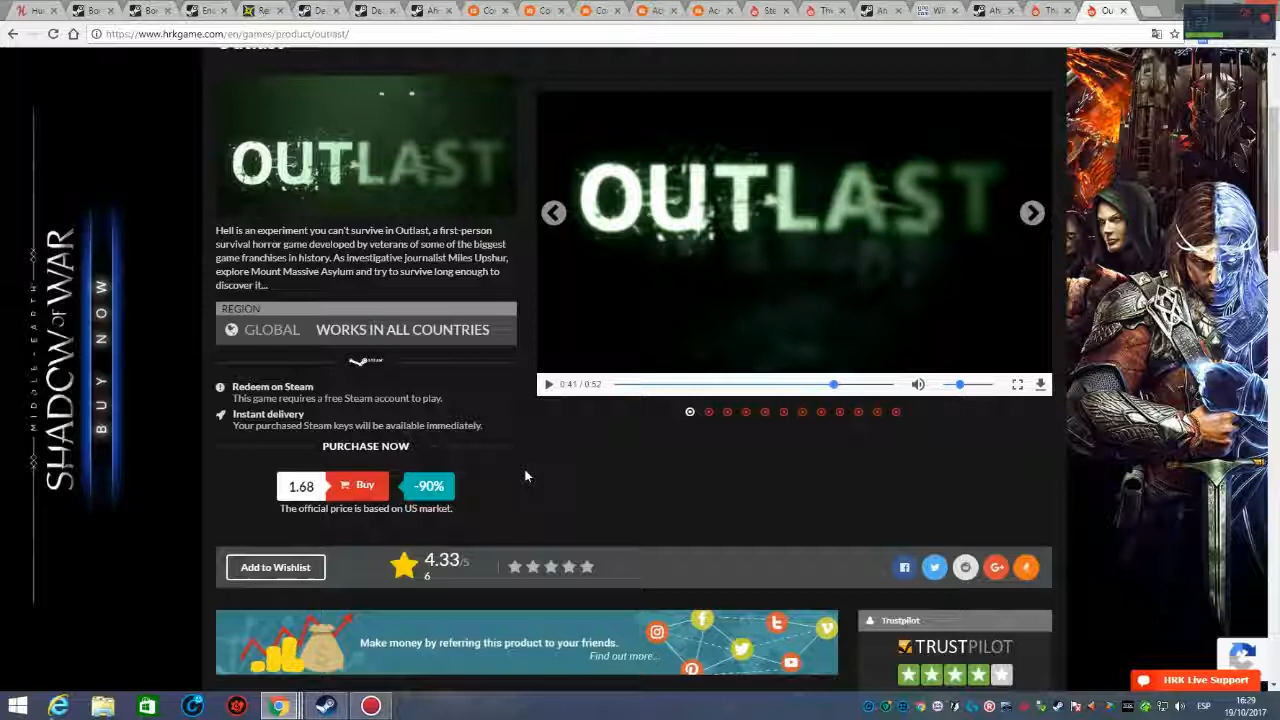 https://www.hrkgame.com/en/games/product/outrast/
OUTLAST
OUTLAST
Hell is an experiment you can't survive in Outlast, a first-person
survival horror game developed by veterans of some of the biggest
game franchises in history. As investigative journalist Miles Upshur,
explore Mount Massive Asylum and try to survive long enough to
discover it...
REGION
GLOBAL WORKS IN ALL COUNTRIES
STEAM
Redeem on Steam
This game requires a free Steam account to play.
Instant delivery
Your purchased Steam keys will be available immediately.
PURCHASE NOW
1.68 Buy -90%
The official price is based on US market.
0:41 / 0:52
Add to Wishlist
4.33/5
6
Make money by referring this product to your friends.
Find out more...
Trustpilot
TRUSTPILOT
HRK Live Support
MIDDLE-EARTH
SHADOW OF WAR
BUY NOW
ESP
16:29
19/10/2017